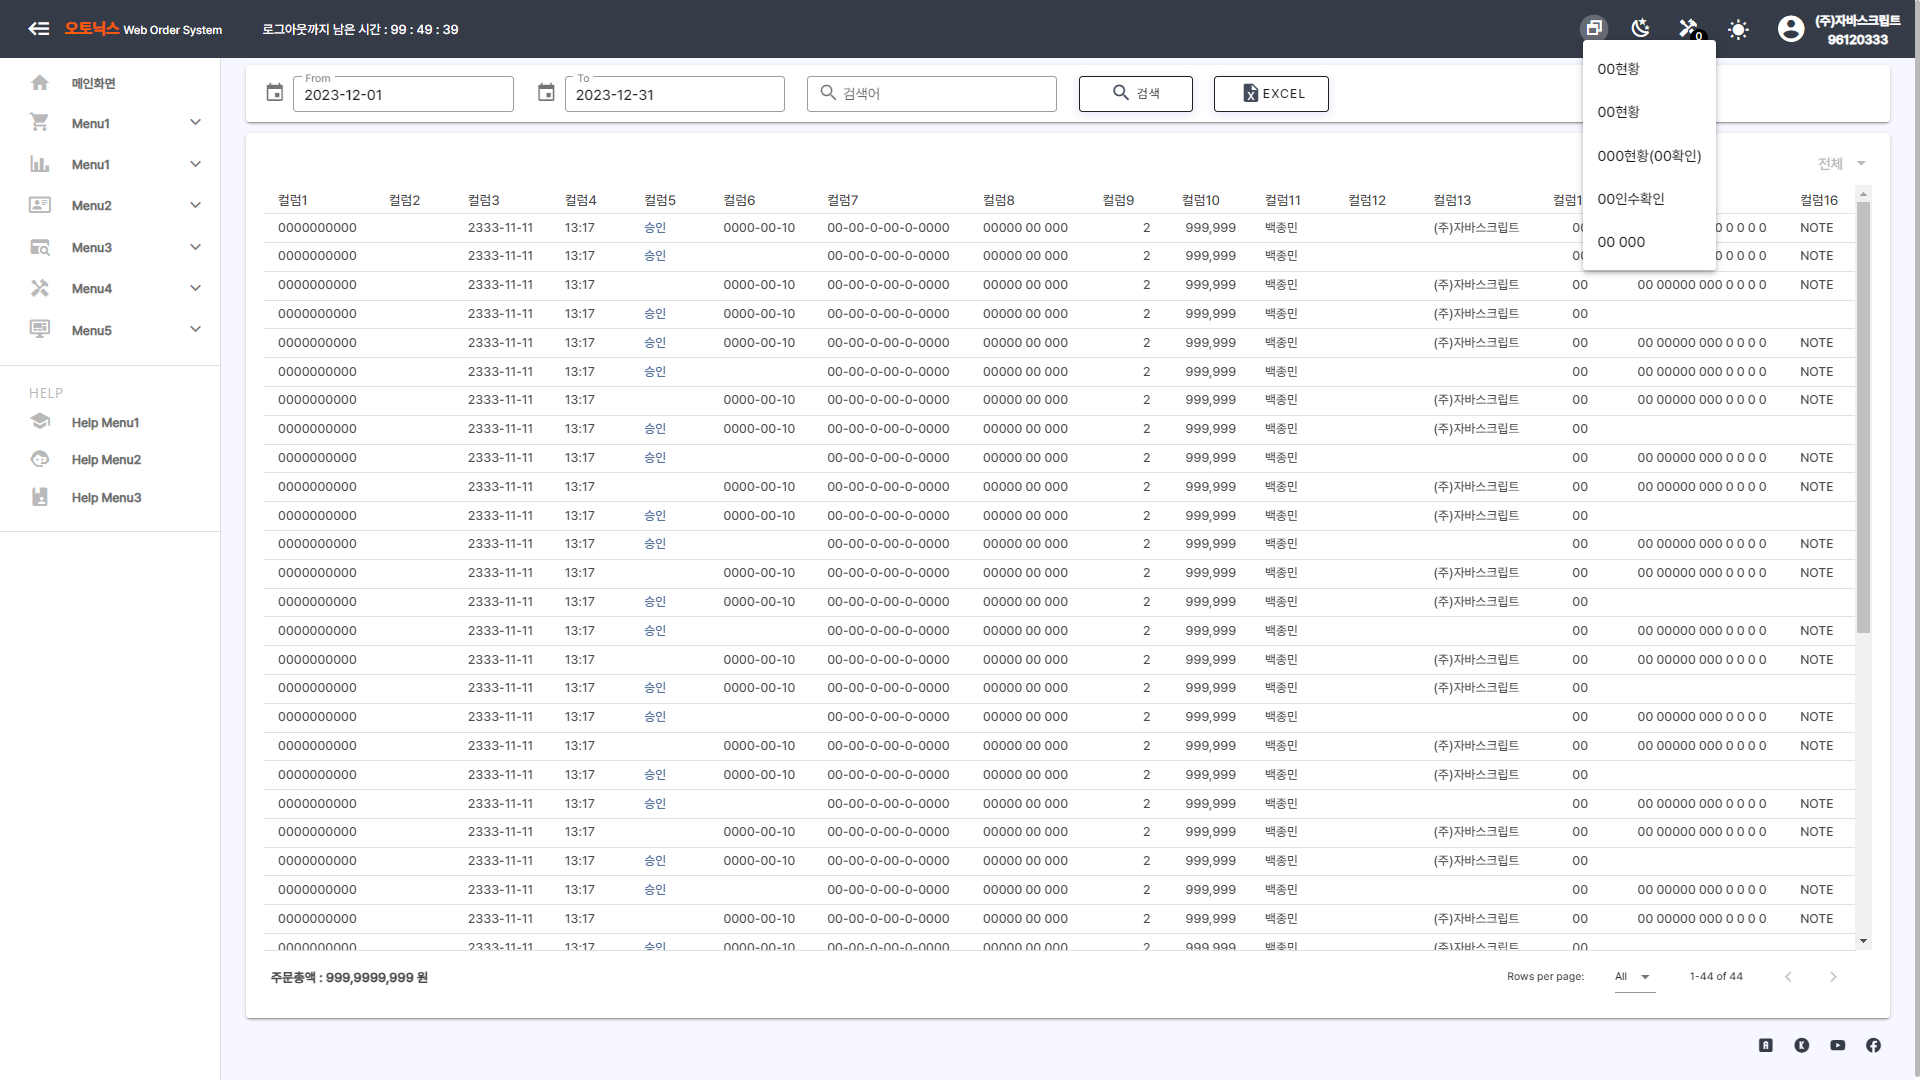 오토닉스 Web Order System
로그아웃까지 남은 시간 : 99 : 49 : 39
0
(주)자바스크립트
96120333
메인화면
Menu1
Menu1
Menu2
Menu3
Menu4
Menu5
HELP
Help Menu1
Help Menu2
Help Menu3
From
2023-12-01
To
2023-12-31
검색어
검색
EXCEL
00현황
00현황
000현황(00확인)
00인수확인
00 000
전체
컬럼1 컬럼2 컬럼3 컬럼4 컬럼5 컬럼6 컬럼7 컬럼8 컬럼9 컬럼10 컬럼11 컬럼12 컬럼13 컬럼1 컬럼16
0000000000 2333-11-11 13:17 승인 0000-00-10 00-00-0-00-0-0000 00000 00 000 2 999,999 백종민 (주)자바스크립트 00 0 0 0 0 NOTE
0000000000 2333-11-11 13:17 승인 00-00-0-00-0-0000 00000 00 000 2 999,999 백종민 00 0 0 0 0 NOTE
0000000000 2333-11-11 13:17 0000-00-10 00-00-0-00-0-0000 00000 00 000 2 999,999 백종민 (주)자바스크립트 00 00 00000 000 0 0 0 0 NOTE
0000000000 2333-11-11 13:17 승인 0000-00-10 00-00-0-00-0-0000 00000 00 000 2 999,999 백종민 (주)자바스크립트 00
0000000000 2333-11-11 13:17 승인 0000-00-10 00-00-0-00-0-0000 00000 00 000 2 999,999 백종민 (주)자바스크립트 00 00 00000 000 0 0 0 0 NOTE
0000000000 2333-11-11 13:17 승인 00-00-0-00-0-0000 00000 00 000 2 999,999 백종민 00 00 00000 000 0 0 0 0 NOTE
0000000000 2333-11-11 13:17 0000-00-10 00-00-0-00-0-0000 00000 00 000 2 999,999 백종민 (주)자바스크립트 00 00 00000 000 0 0 0 0 NOTE
0000000000 2333-11-11 13:17 승인 0000-00-10 00-00-0-00-0-0000 00000 00 000 2 999,999 백종민 (주)자바스크립트 00
0000000000 2333-11-11 13:17 승인 00-00-0-00-0-0000 00000 00 000 2 999,999 백종민 00 00 00000 000 0 0 0 0 NOTE
0000000000 2333-11-11 13:17 0000-00-10 00-00-0-00-0-0000 00000 00 000 2 999,999 백종민 (주)자바스크립트 00 00 00000 000 0 0 0 0 NOTE
0000000000 2333-11-11 13:17 승인 0000-00-10 00-00-0-00-0-0000 00000 00 000 2 999,999 백종민 (주)자바스크립트 00
0000000000 2333-11-11 13:17 승인 00-00-0-00-0-0000 00000 00 000 2 999,999 백종민 00 00 00000 000 0 0 0 0 NOTE
0000000000 2333-11-11 13:17 0000-00-10 00-00-0-00-0-0000 00000 00 000 2 999,999 백종민 (주)자바스크립트 00 00 00000 000 0 0 0 0 NOTE
0000000000 2333-11-11 13:17 승인 0000-00-10 00-00-0-00-0-0000 00000 00 000 2 999,999 백종민 (주)자바스크립트 00
0000000000 2333-11-11 13:17 승인 00-00-0-00-0-0000 00000 00 000 2 999,999 백종민 00 00 00000 000 0 0 0 0 NOTE
0000000000 2333-11-11 13:17 0000-00-10 00-00-0-00-0-0000 00000 00 000 2 999,999 백종민 (주)자바스크립트 00 00 00000 000 0 0 0 0 NOTE
0000000000 2333-11-11 13:17 승인 0000-00-10 00-00-0-00-0-0000 00000 00 000 2 999,999 백종민 (주)자바스크립트 00
0000000000 2333-11-11 13:17 승인 00-00-0-00-0-0000 00000 00 000 2 999,999 백종민 00 00 00000 000 0 0 0 0 NOTE
0000000000 2333-11-11 13:17 0000-00-10 00-00-0-00-0-0000 00000 00 000 2 999,999 백종민 (주)자바스크립트 00 00 00000 000 0 0 0 0 NOTE
0000000000 2333-11-11 13:17 승인 0000-00-10 00-00-0-00-0-0000 00000 00 000 2 999,999 백종민 (주)자바스크립트 00
0000000000 2333-11-11 13:17 승인 00-00-0-00-0-0000 00000 00 000 2 999,999 백종민 00 00 00000 000 0 0 0 0 NOTE
0000000000 2333-11-11 13:17 0000-00-10 00-00-0-00-0-0000 00000 00 000 2 999,999 백종민 (주)자바스크립트 00 00 00000 000 0 0 0 0 NOTE
0000000000 2333-11-11 13:17 승인 0000-00-10 00-00-0-00-0-0000 00000 00 000 2 999,999 백종민 (주)자바스크립트 00
0000000000 2333-11-11 13:17 승인 00-00-0-00-0-0000 00000 00 000 2 999,999 백종민 00 00 00000 000 0 0 0 0 NOTE
0000000000 2333-11-11 13:17 0000-00-10 00-00-0-00-0-0000 00000 00 000 2 999,999 백종민 (주)자바스크립트 00 00 00000 000 0 0 0 0 NOTE
0000000000 2333-11-11 13:17 승인 0000-00-10 00-00-0-00-0-0000 00000 00 000 2 999,999 백종민 (주)자바스크립트 00
주문총액 : 999,9999,999 원
Rows per page: All 1-44 of 44